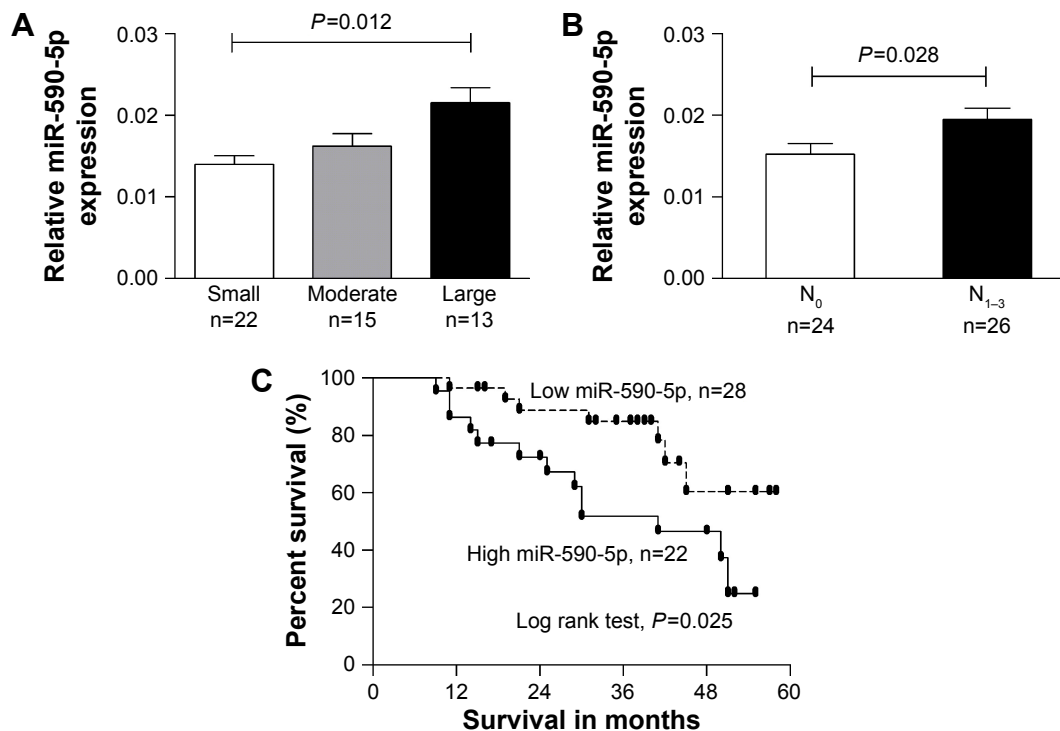 A
Relative miR-590-5p
expression
0.03
0.02
0.01
0.00
P=0.012
Small
n=22
Moderate
n=15
Large
n=13
B
Relative miR-590-5p
expression
0.03
0.02
0.01
0.00
P=0.028
N0
n=24
N1–3
n=26
C
Percent survival (%)
100
80
60
40
20
0
Low miR-590-5p, n=28
High miR-590-5p, n=22
Log rank test, P=0.025
0 12 24 36 48 60
Survival in months